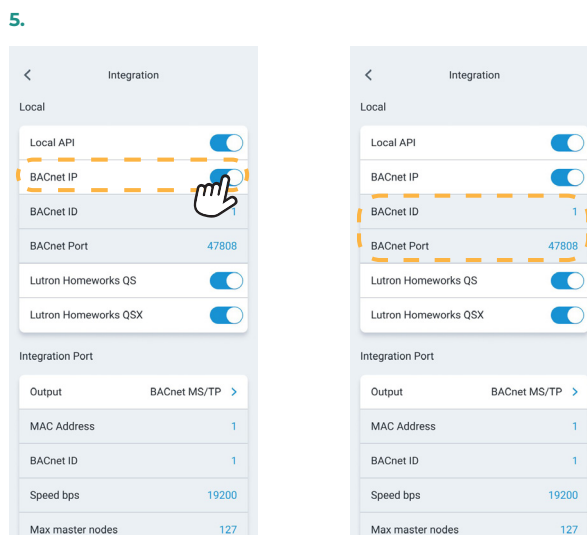 5.
Integration
Local
Local API
BACnet IP
BACnet ID 1
BACnet Port 47808
Lutron Homeworks QS
Lutron Homeworks QSX
Integration Port
Output BACnet MS/TP >
MAC Address 1
BACnet ID 1
Speed bps 19200
Max master nodes 127
Integration
Local
Local API
BACnet IP
BACnet ID 1
BACnet Port 47808
Lutron Homeworks QS
Lutron Homeworks QSX
Integration Port
Output BACnet MS/TP >
MAC Address 1
BACnet ID 1
Speed bps 19200
Max master nodes 127